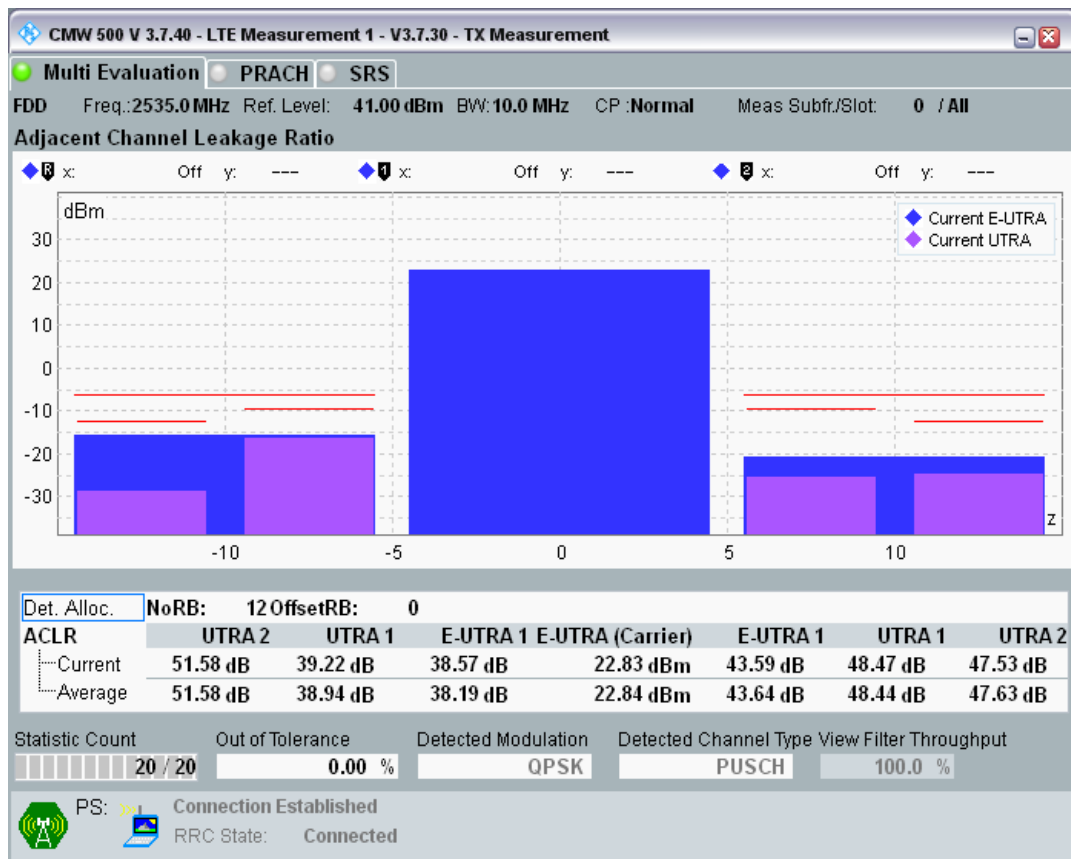 CMW 500 V 3.7.40 - LTE Measurement 1 - V3.7.30 - TX Measurement
Multi Evaluation PRACH SRS
FDD Freq.:2535.0 MHz Ref. Level: 41.00 dBm BW:10.0 MHz CP :Normal Meas Subfr./Slot: 0 / All
Adjacent Channel Leakage Ratio
R x: Off y: --- 1 x: Off y: --- 2 x: Off y: ---
dBm
Current E-UTRA
Current UTRA
30
20
10
0
-10
-20
-30
z
-10 -5 0 5 10
Det. Alloc. NoRB: 12 OffsetRB: 0
ACLR UTRA 2 UTRA 1 E-UTRA 1 E-UTRA (Carrier) E-UTRA 1 UTRA 1 UTRA 2
Current 51.58 dB 39.22 dB 38.57 dB 22.83 dBm 43.59 dB 48.47 dB 47.53 dB
Average 51.58 dB 38.94 dB 38.19 dB 22.84 dBm 43.64 dB 48.44 dB 47.63 dB
Statistic Count Out of Tolerance Detected Modulation Detected Channel Type View Filter Throughput
20 / 20 0.00 % QPSK PUSCH 100.0 %
PS: Connection Established
RRC State: Connected